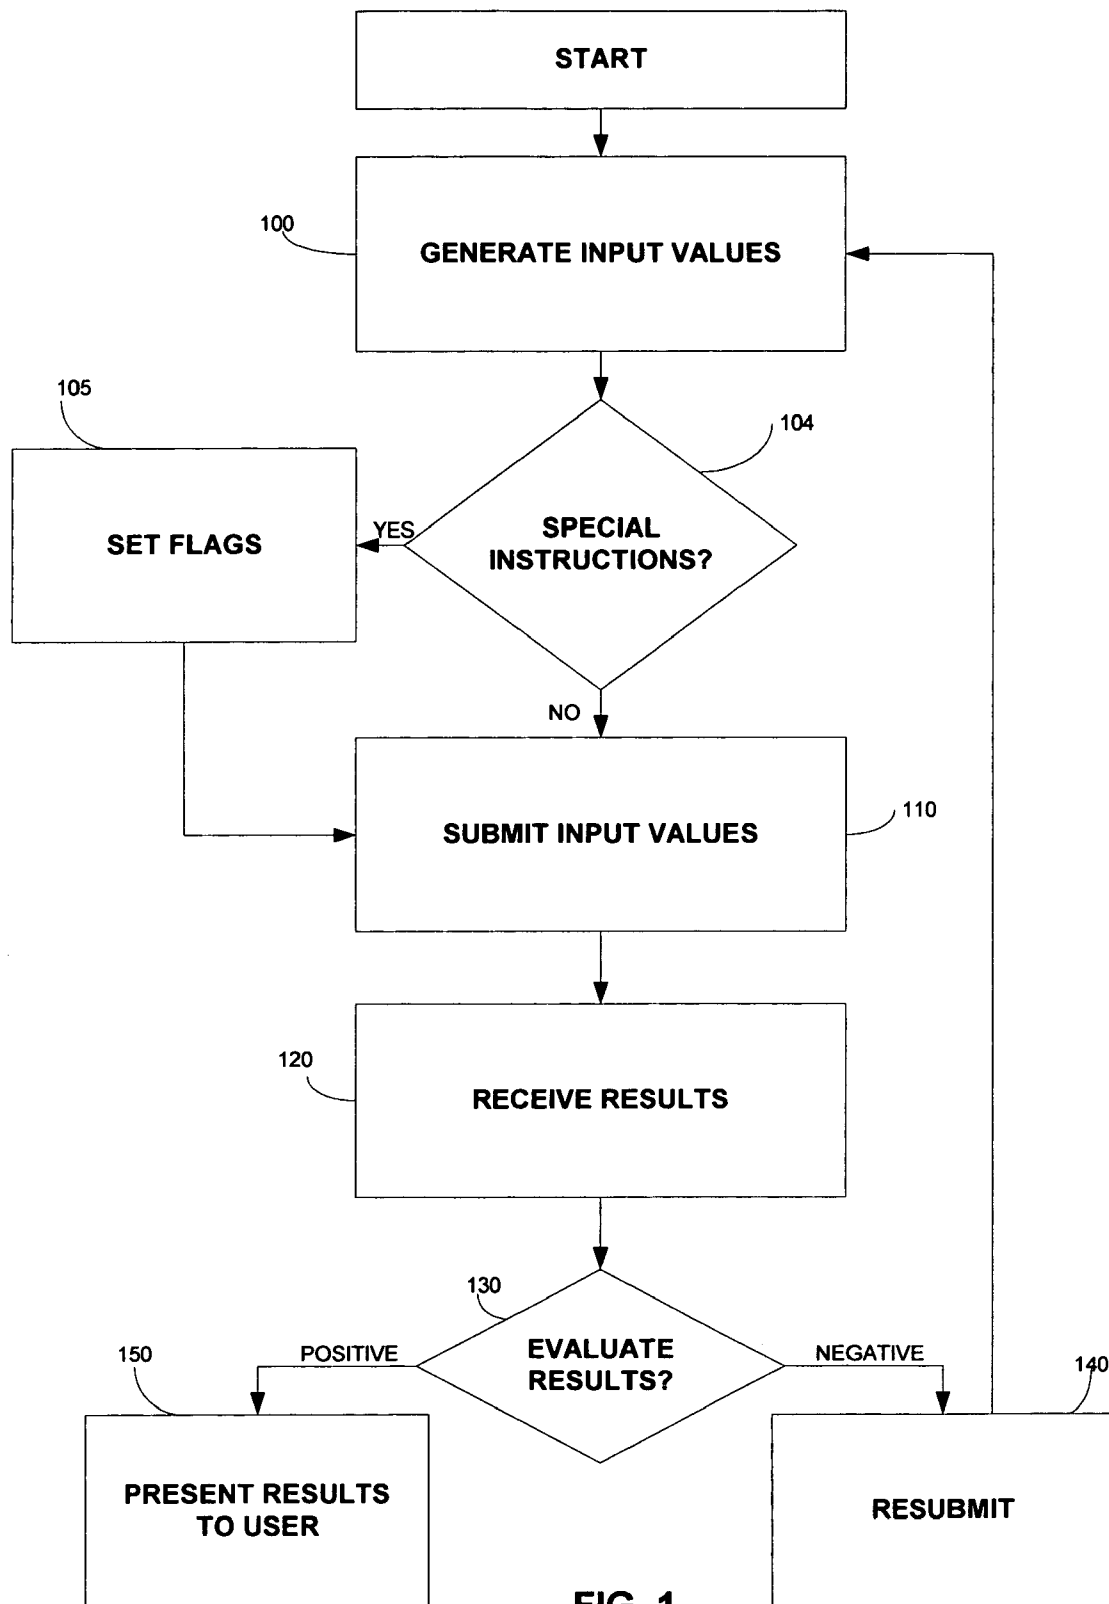 START
100
GENERATE INPUT VALUES
105
104
SET FLAGS
YES
SPECIAL
INSTRUCTIONS?
NO
SUBMIT INPUT VALUES
110
120
RECEIVE RESULTS
130
EVALUATE
RESULTS?
POSITIVE
NEGATIVE
150
140
PRESENT RESULTS
TO USER
RESUBMIT
FIG. 1